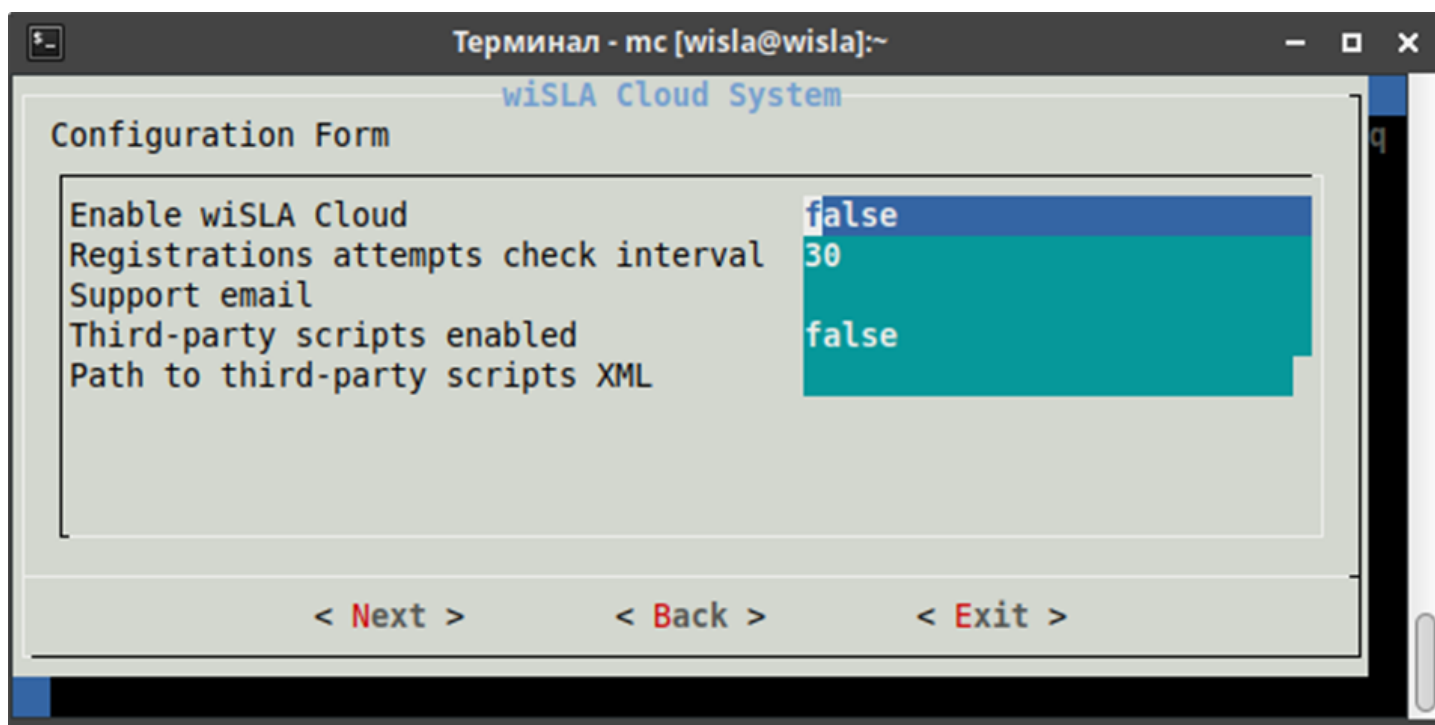 Терминал - mc [wisla@wisla]:~
wiSLA Cloud System
Configuration Form
q
Enable wiSLA Cloud false
Registrations attempts check interval 30
Support email
Third-party scripts enabled false
Path to third-party scripts XML
< Next > < Back > < Exit >